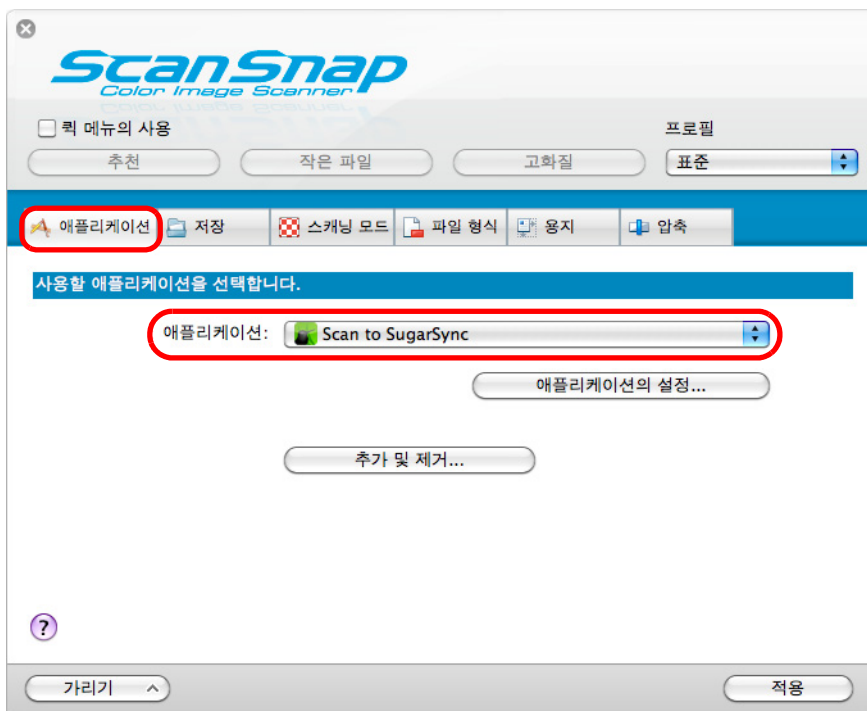 ScanSnap
Color Image Scanner
퀵 메뉴의 사용
프로필
추천
작은 파일
고화질
표준
애플리케이션
저장
스캐닝 모드
파일 형식
용지
압축
사용할 애플리케이션을 선택합니다.
애플리케이션: Scan to SugarSync
애플리케이션의 설정...
추가 및 제거...
?
가리기
적용